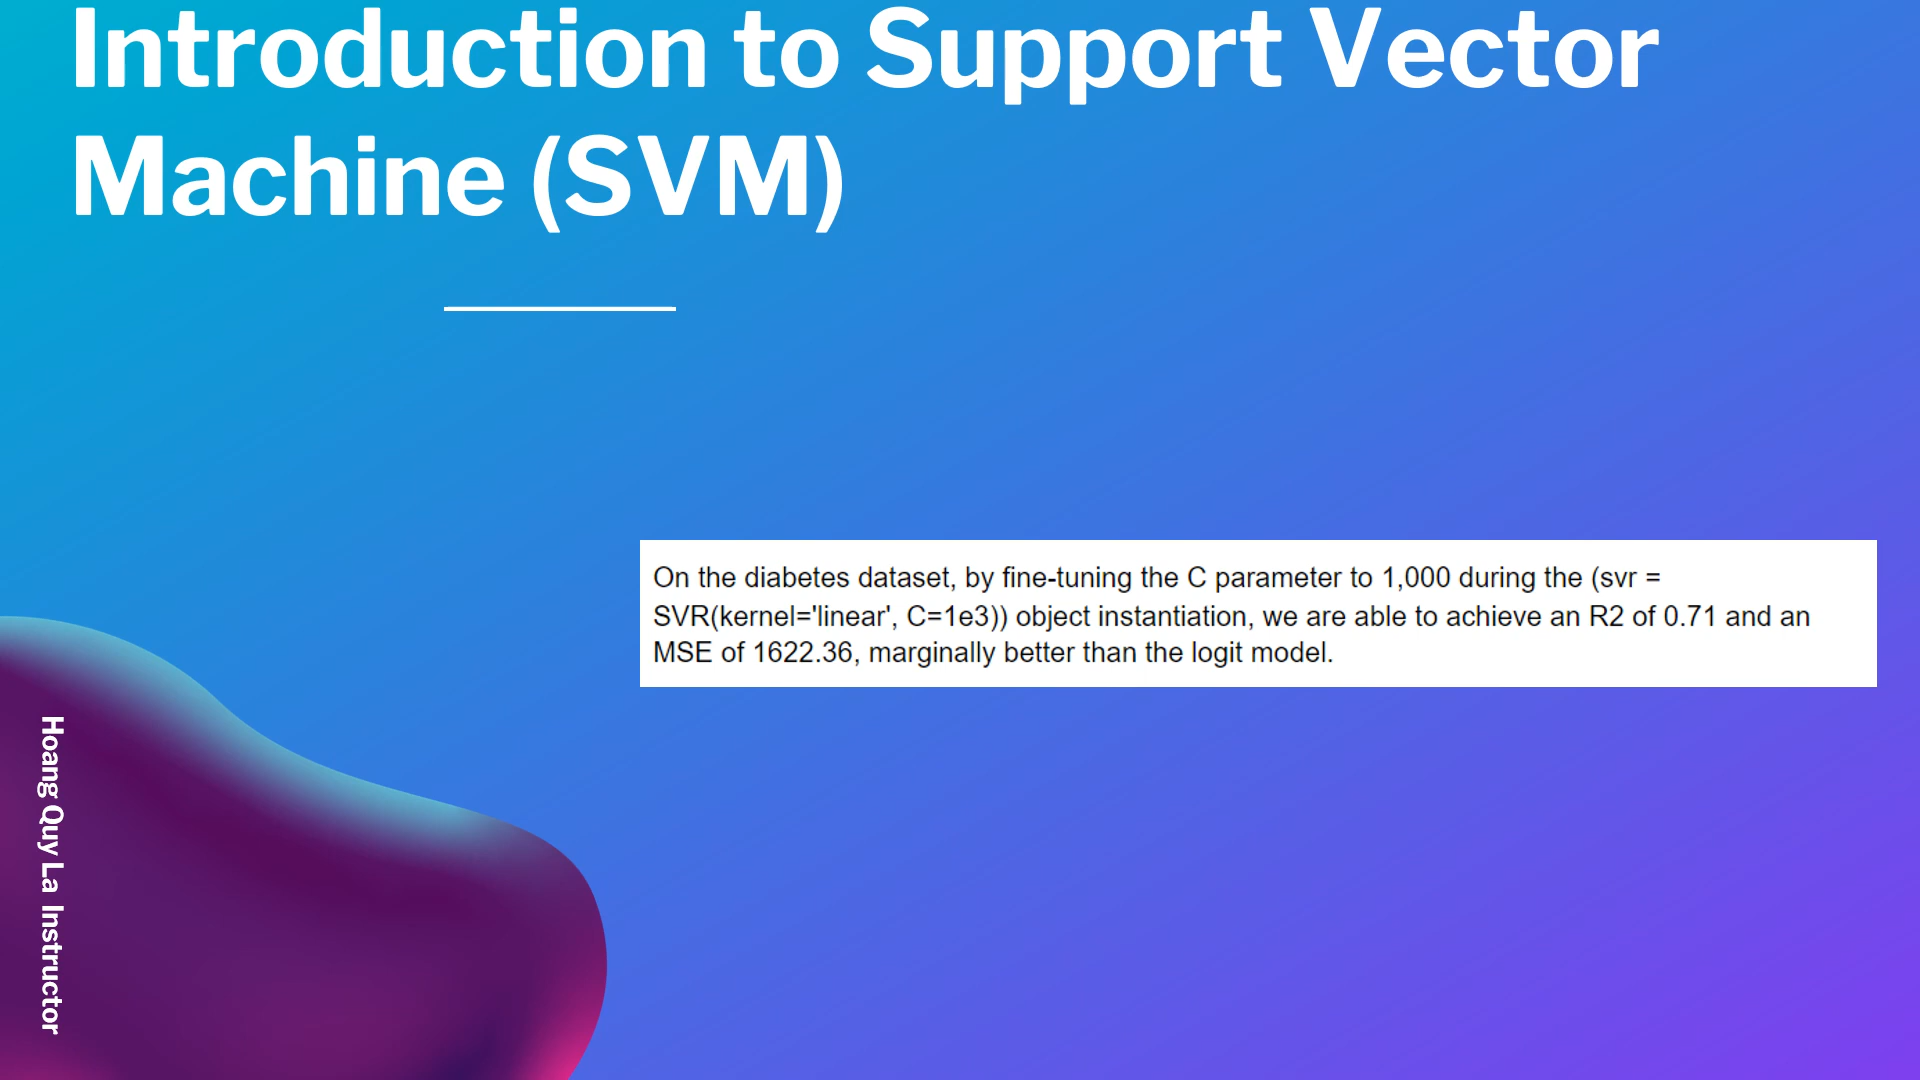 Introduction to Support Vector
Machine (SVM)
On the diabetes dataset, by fine-tuning the C parameter to 1,000 during the (svr =
SVR(kernel='linear', C=1e3)) object instantiation, we are able to achieve an R2 of 0.71 and an
MSE of 1622.36, marginally better than the logit model.
Hoang Quy La Instructor